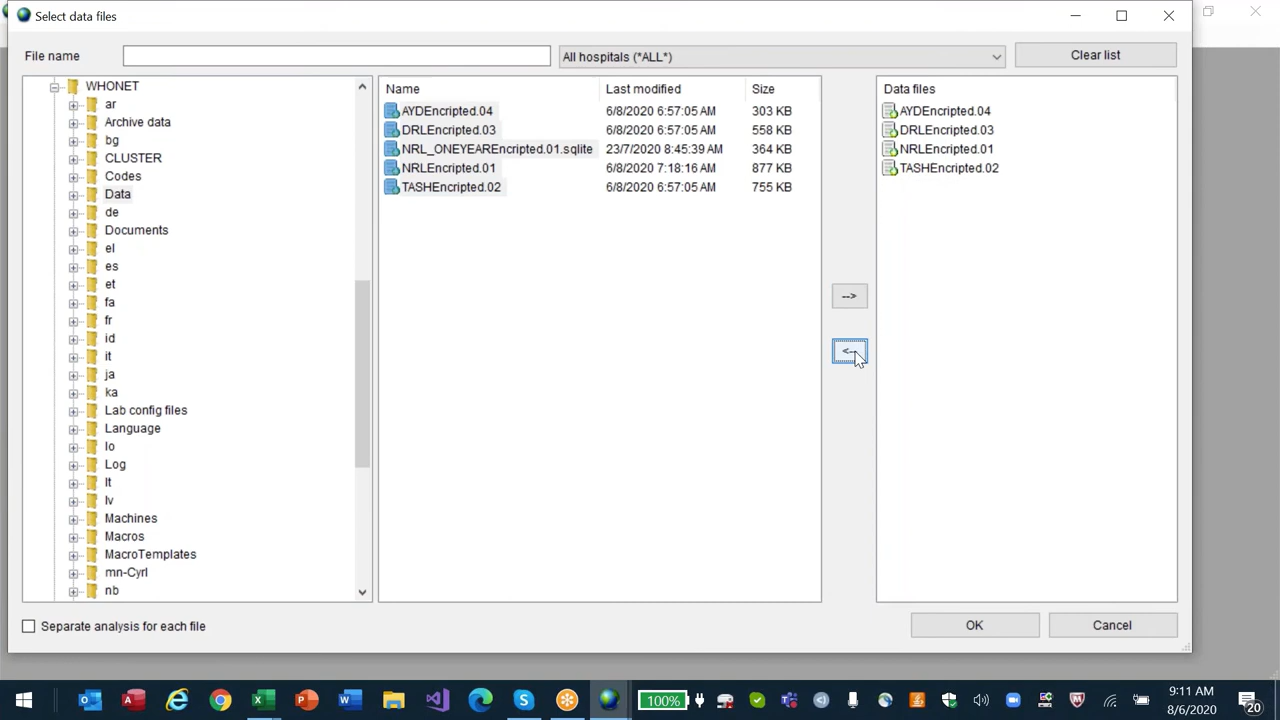 Select data files
File name
All hospitals (*ALL*)
Clear list
WHONET
ar
Archive data
bg
CLUSTER
Codes
Data
de
Documents
el
es
et
fa
fr
id
it
ja
ka
Lab config files
Language
lo
Log
lt
lv
Machines
Macros
MacroTemplates
mn-Cyrl
nb
Name Last modified Size
AYDEncripted.04 6/8/2020 6:57:05 AM 303 KB
DRLEncripted.03 6/8/2020 6:57:05 AM 558 KB
NRL_ONEYEAREncripted.01.sqlite 23/7/2020 8:45:39 AM 364 KB
NRLEncripted.01 6/8/2020 7:18:16 AM 877 KB
TASHEncripted.02 6/8/2020 6:57:05 AM 755 KB
-->
<--
Data files
AYDEncripted.04
DRLEncripted.03
NRLEncripted.01
TASHEncripted.02
Separate analysis for each file
OK
Cancel
100%
9:11 AM
8/6/2020
20